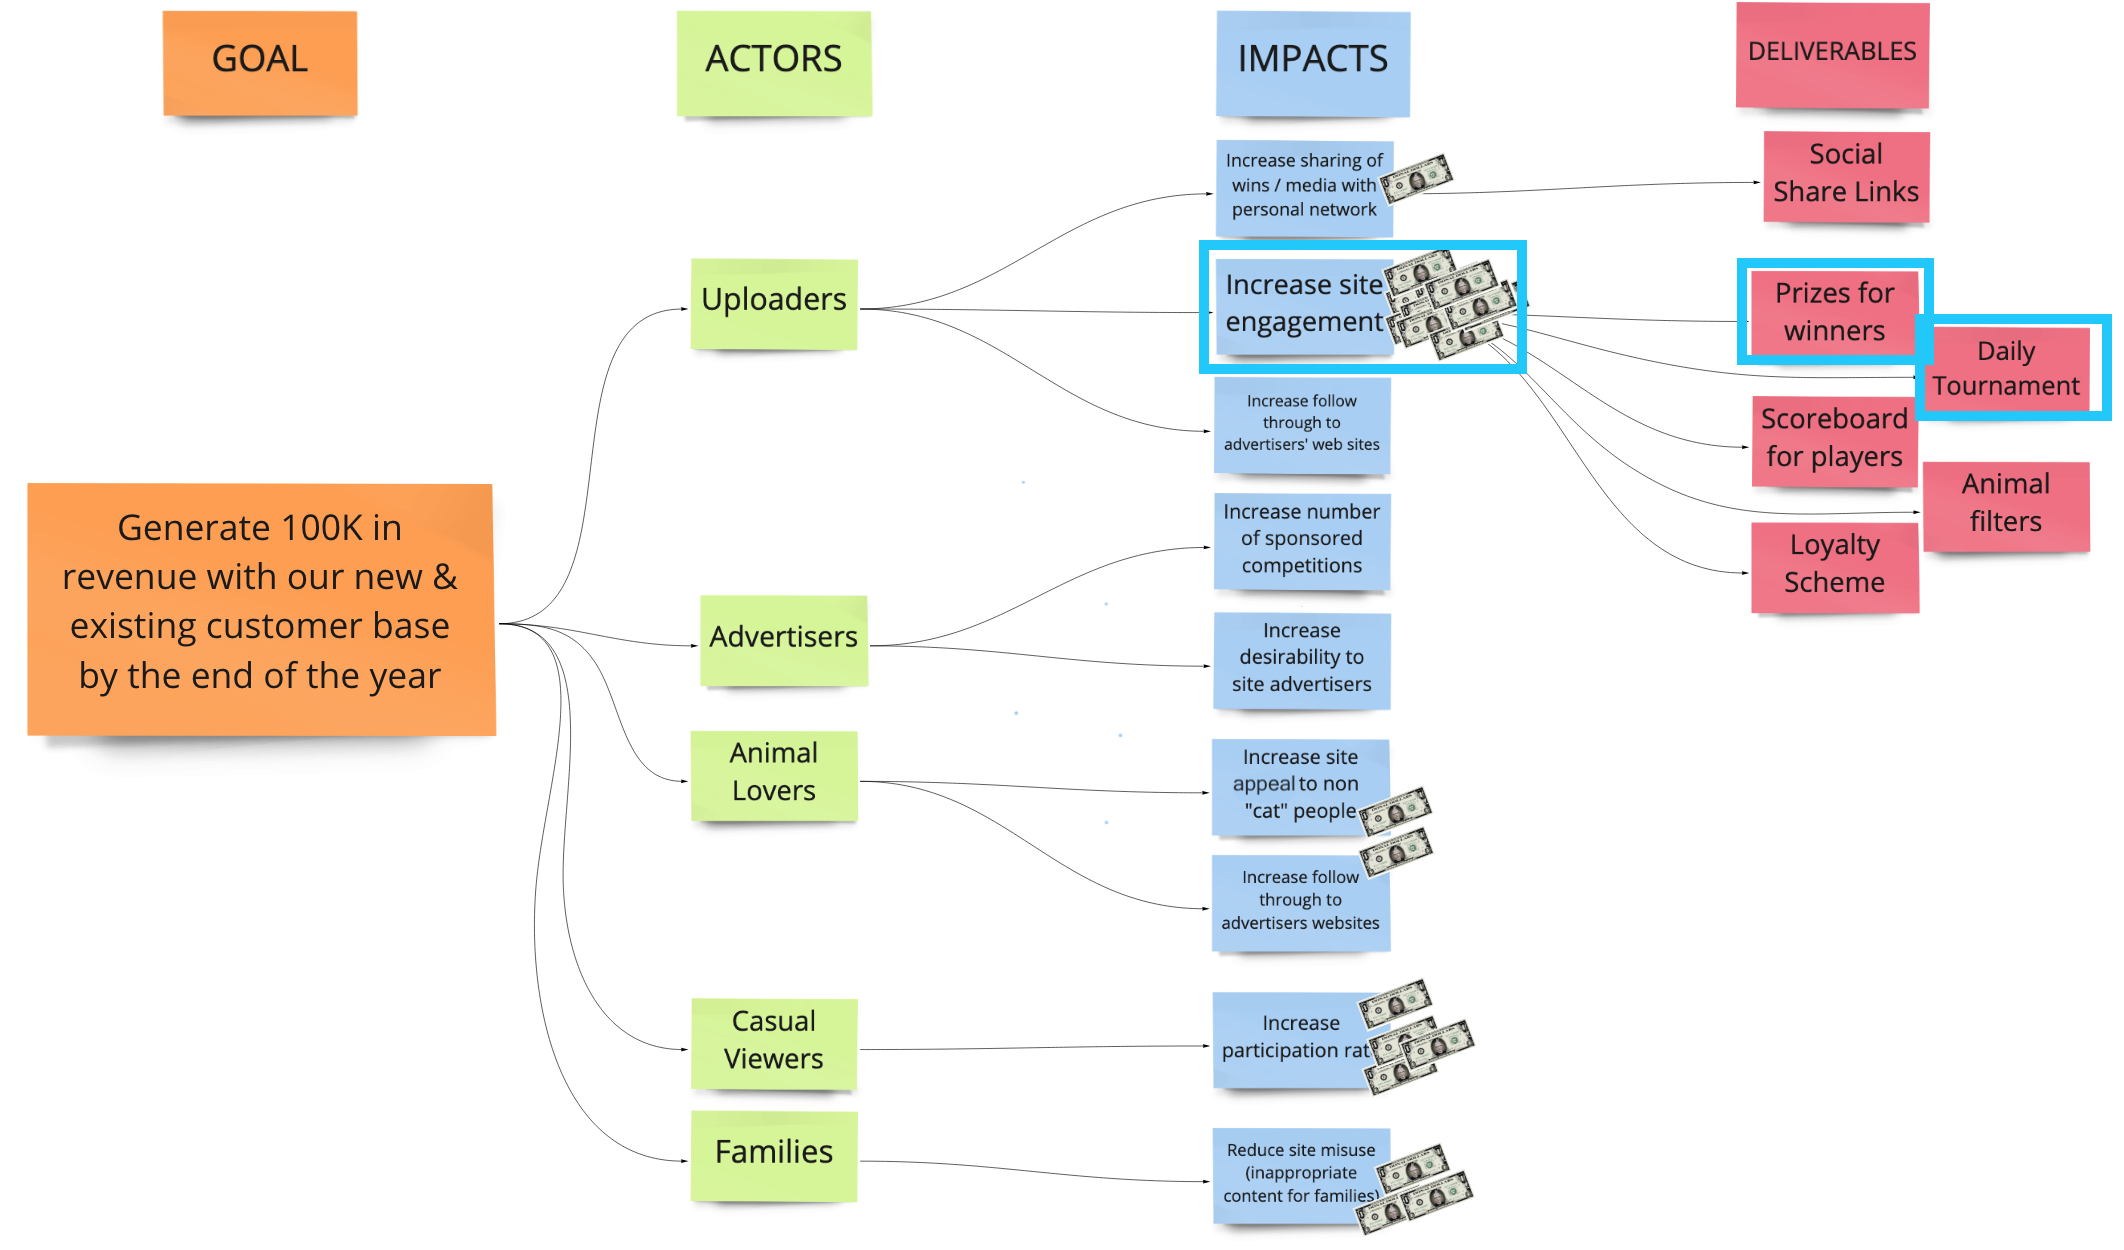 GOAL
ACTORS
IMPACTS
DELIVERABLES
Increase sharing of
wins / media with
personal network
Social
Share Links
Uploaders
Increase site
engagement
Prizes for
winners
Daily
Tournament
Increase follow
through to
advertisers' web sites
Scoreboard
for players
Animal
filters
Loyalty
Scheme
Generate 100K in
revenue with our new &
existing customer base
by the end of the year
Advertisers
Increase number
of sponsored
competitions
Increase
desirability to
site advertisers
Animal
Lovers
Increase site
appeal to non
"cat" people
Increase follow
through to
advertisers websites
Casual
Viewers
Increase
participation rat
Families
Reduce site misuse
(inappropriate
content for families)